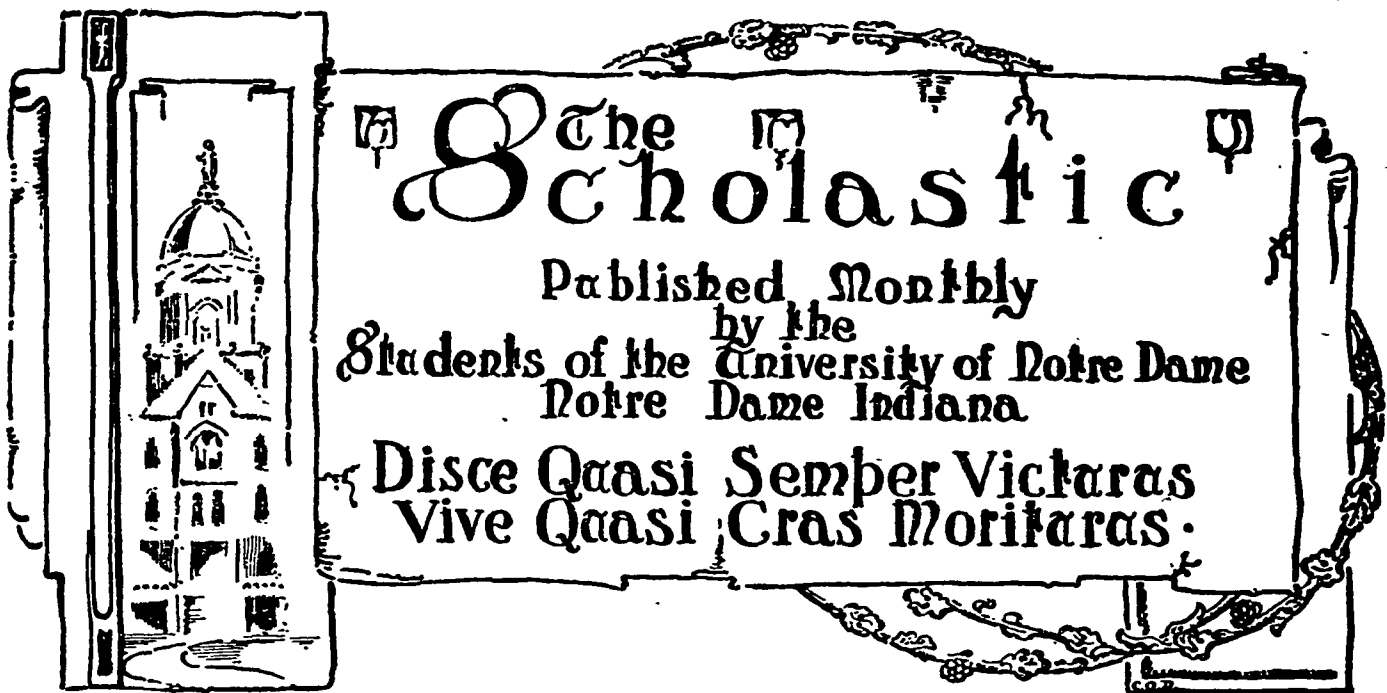 The
Scholastic
Published Monthly
by the
Students of the University of Notre Dame
Notre Dame Indiana
Disce Quasi Semper Victurus
Vive Quasi Cras Moriturus.